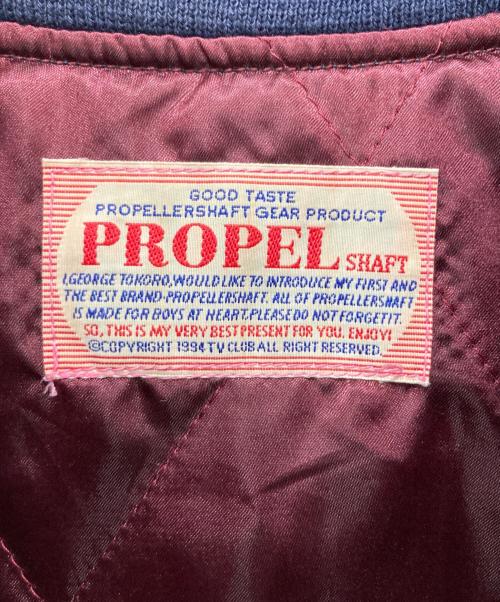 GOOD TASTE
PROPELLERSHAFT GEAR PRODUCT
PROPEL SHAFT
I,GEORGE TOKORO,WOULD LIKE TO INTRODUCE MY FIRST AND
THE BEST BRAND-PROPELLERSHAFT. ALL OF PROPELLERSHAFT
IS MADE FOR BOYS AT HEART.PLEASE DO NOT FORGET IT.
SO, THIS IS MY VERY BEST PRESENT FOR YOU. ENJOY!
©COPYRIGHT 1994 TV CLUB ALL RIGHT RESERVED.